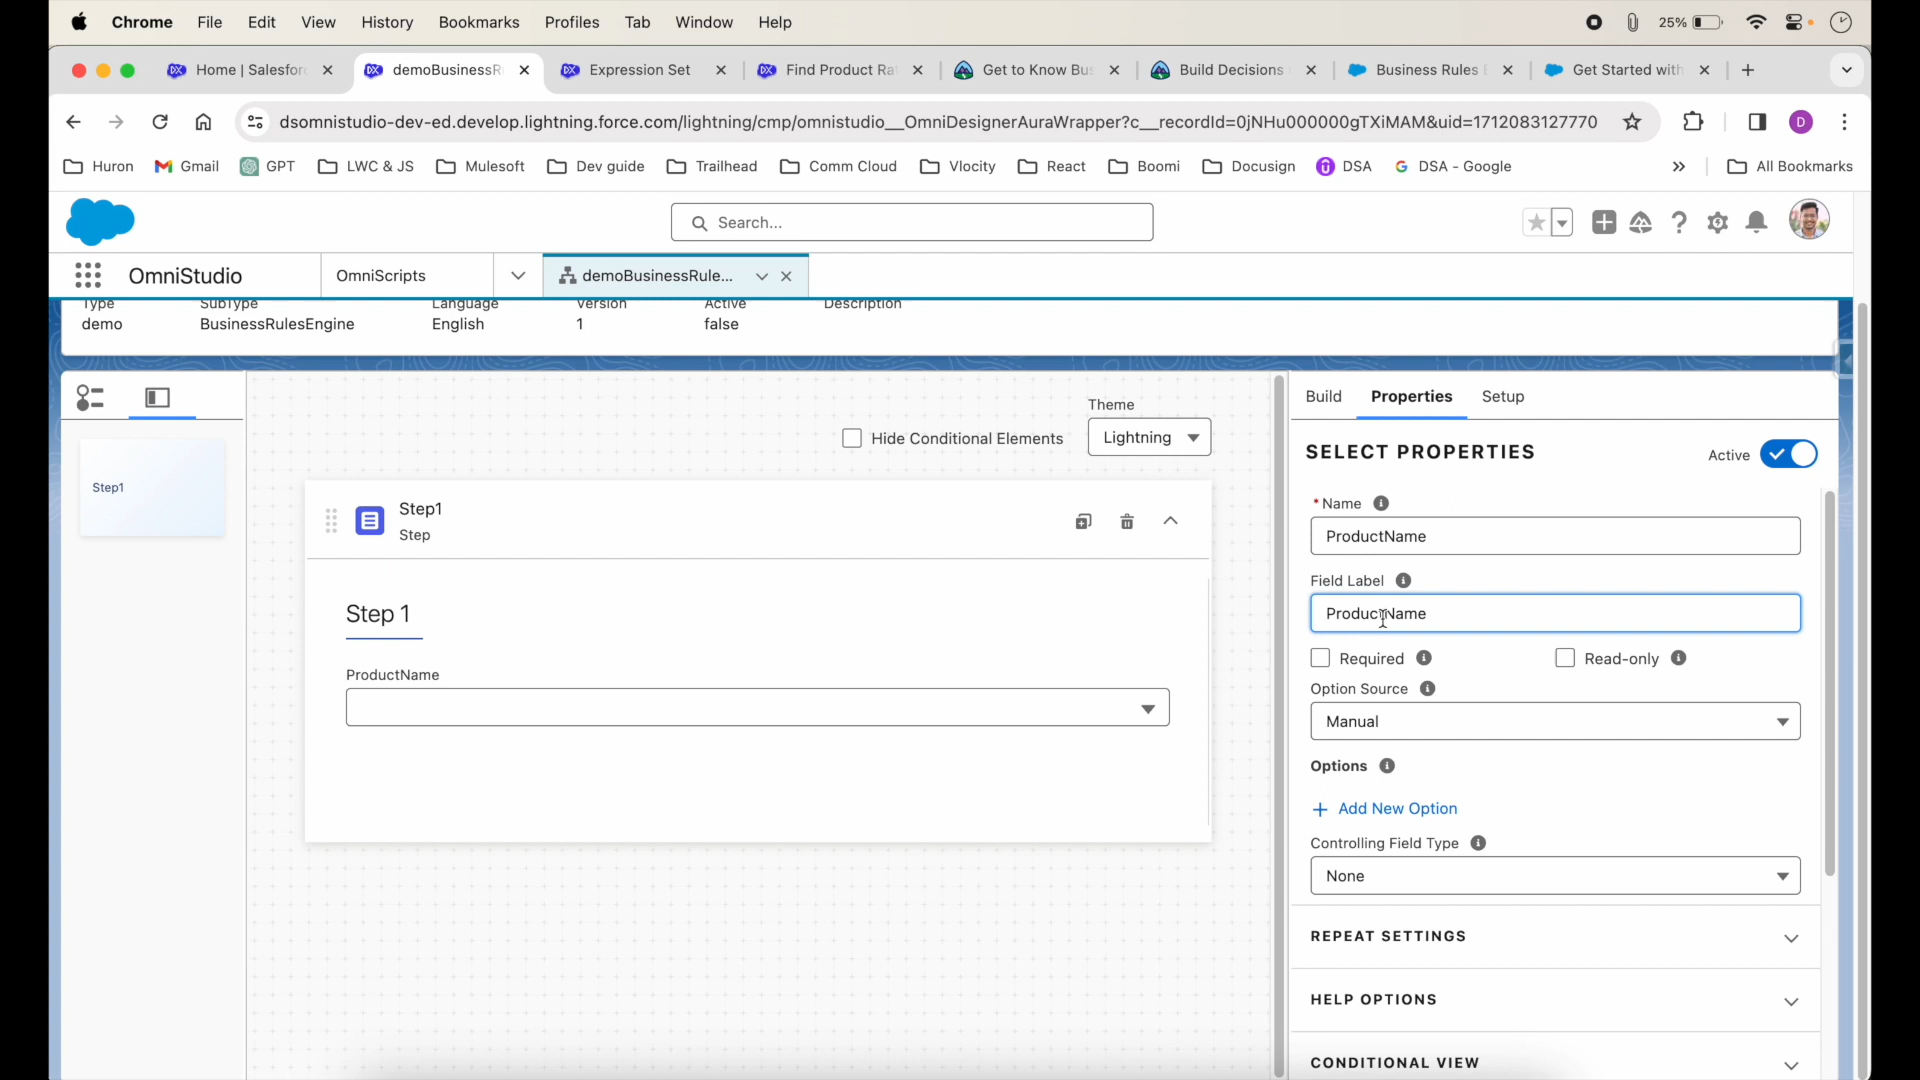 Chrome File Edit View History Bookmarks Profiles Tab Window Help 25%
Home | Salesforc demoBusinessR Expression Set Find Product Ra Get to Know Bus Build Decisions Business Rules E Get Started with
dsomnistudio-dev-ed.develop.lightning.force.com/lightning/cmp/omnistudio__OmniDesignerAuraWrapper?c__recordId=0jNHu000000gTXiMAM&uid=1712083127770 D
Huron Gmail GPT LWC & JS Mulesoft Dev guide Trailhead Comm Cloud Vlocity React Boomi Docusign DSA DSA - Google » All Bookmarks
Search...
OmniStudio OmniScripts demoBusinessRule...
Type SubType Language Version Active Description
demo BusinessRulesEngine English 1 false
Build Properties Setup
Theme
Hide Conditional Elements Lightning
SELECT PROPERTIES Active
Step1
Step1
Step
* Name
ProductName
Field Label
ProductName
Step 1
Required Read-only
ProductName
Option Source
Manual
Options
+ Add New Option
Controlling Field Type
None
REPEAT SETTINGS
HELP OPTIONS
CONDITIONAL VIEW